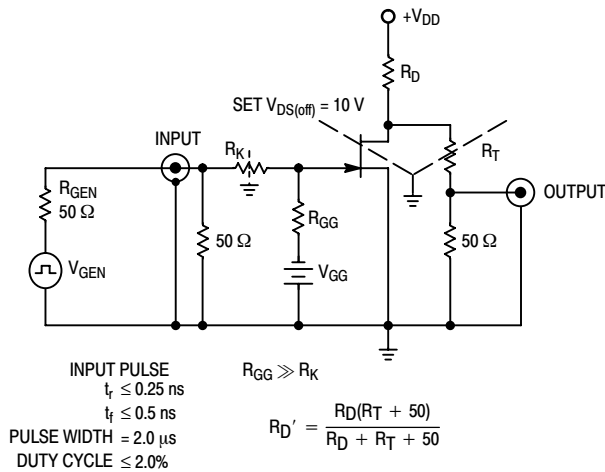 +VDD
RD
SET VDS(off) = 10 V
INPUT
RK
RT
OUTPUT
RGEN
50 Ω
RGG
50 Ω
50 Ω
VGEN
VGG
INPUT PULSE
tr ≤ 0.25 ns
tf ≤ 0.5 ns
PULSE WIDTH = 2.0 μs
DUTY CYCLE ≤ 2.0%
RGG ≫ RK
RD′ = RD(RT + 50) / RD + RT + 50